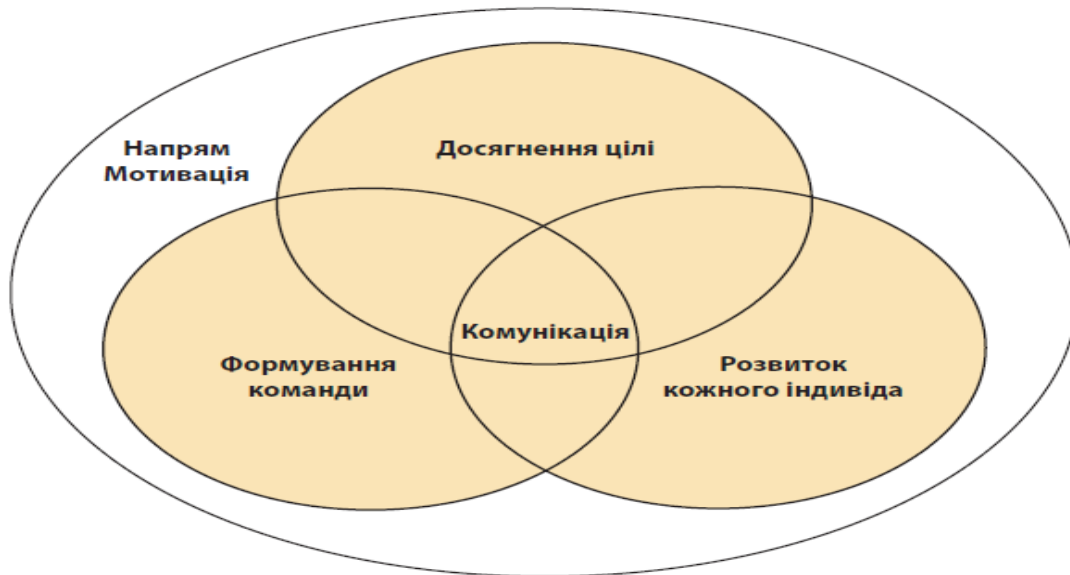 Напрям
Мотивація
Досягнення цілі
Комунікація
Формування
команди
Розвиток
кожного індивіда